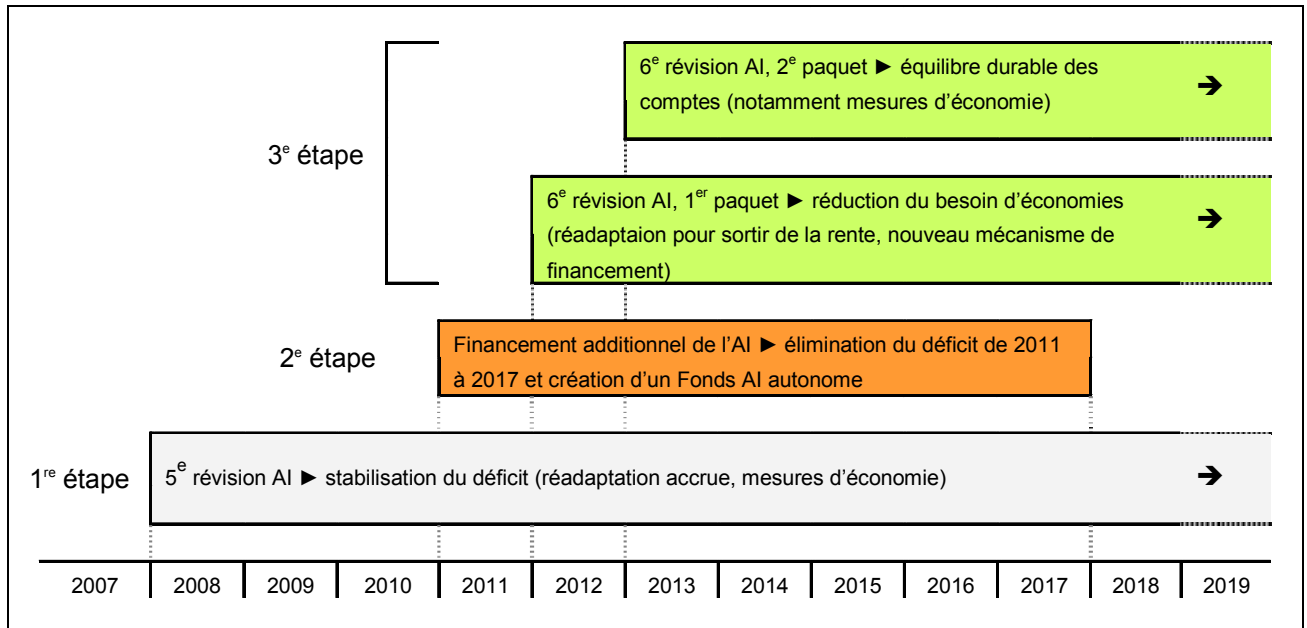 6e révision AI, 2e paquet ► équilibre durable des
comptes (notamment mesures d'économie)
➔
3e étape
6e révision AI, 1er paquet ► réduction du besoin d'économies
(réadaptaion pour sortir de la rente, nouveau mécanisme de
financement)
➔
2e étape
Financement additionnel de l'AI ► élimination du déficit de 2011
à 2017 et création d'un Fonds AI autonome
1re étape
5e révision AI ► stabilisation du déficit (réadaptation accrue, mesures d'économie)
➔
2007 2008 2009 2010 2011 2012 2013 2014 2015 2016 2017 2018 2019